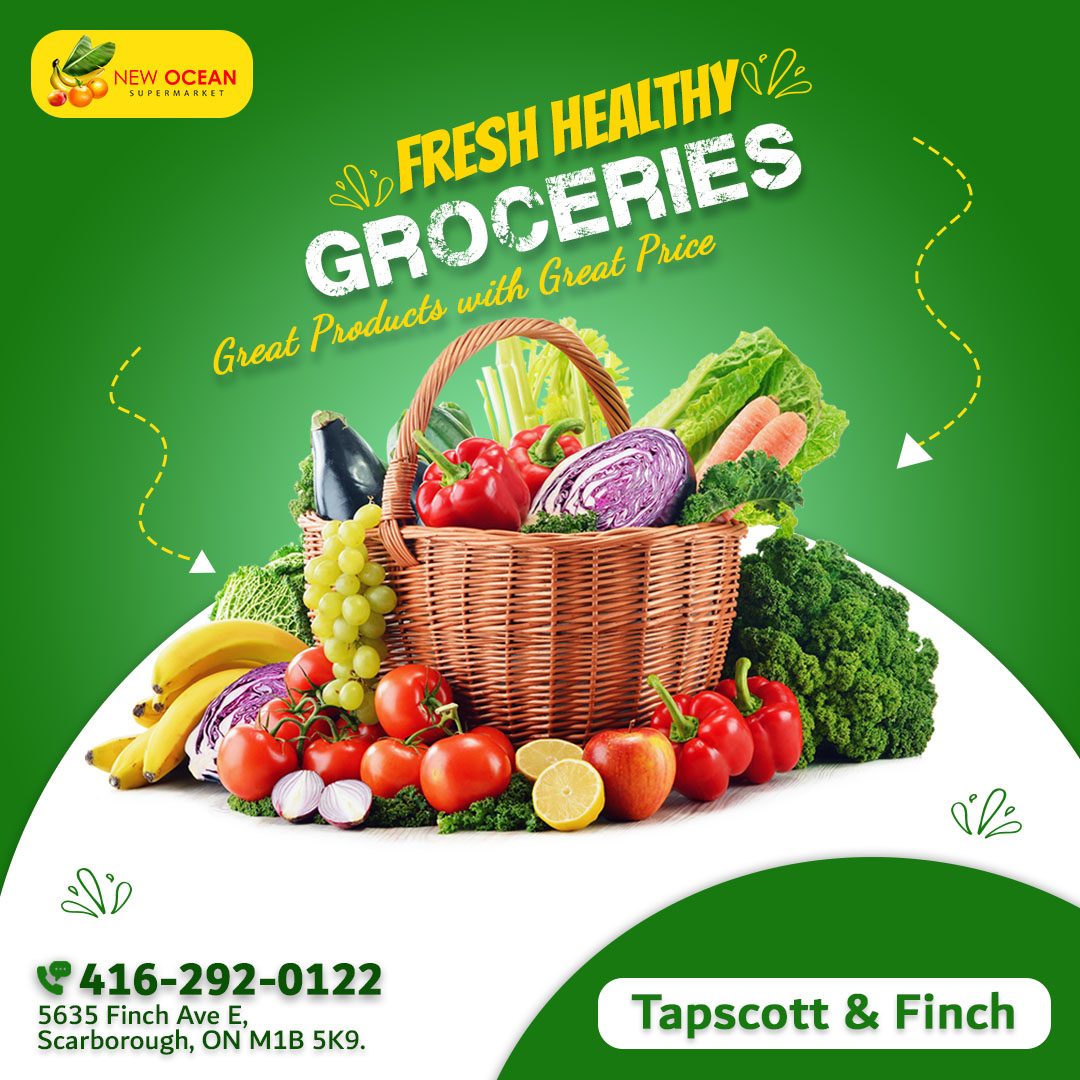 NEW OCEAN
SUPERMARKET
FRESH HEALTHY
GROCERIES
Great Products with Great Price
416-292-0122
5635 Finch Ave E,
Scarborough, ON M1B 5K9.
Tapscott & Finch